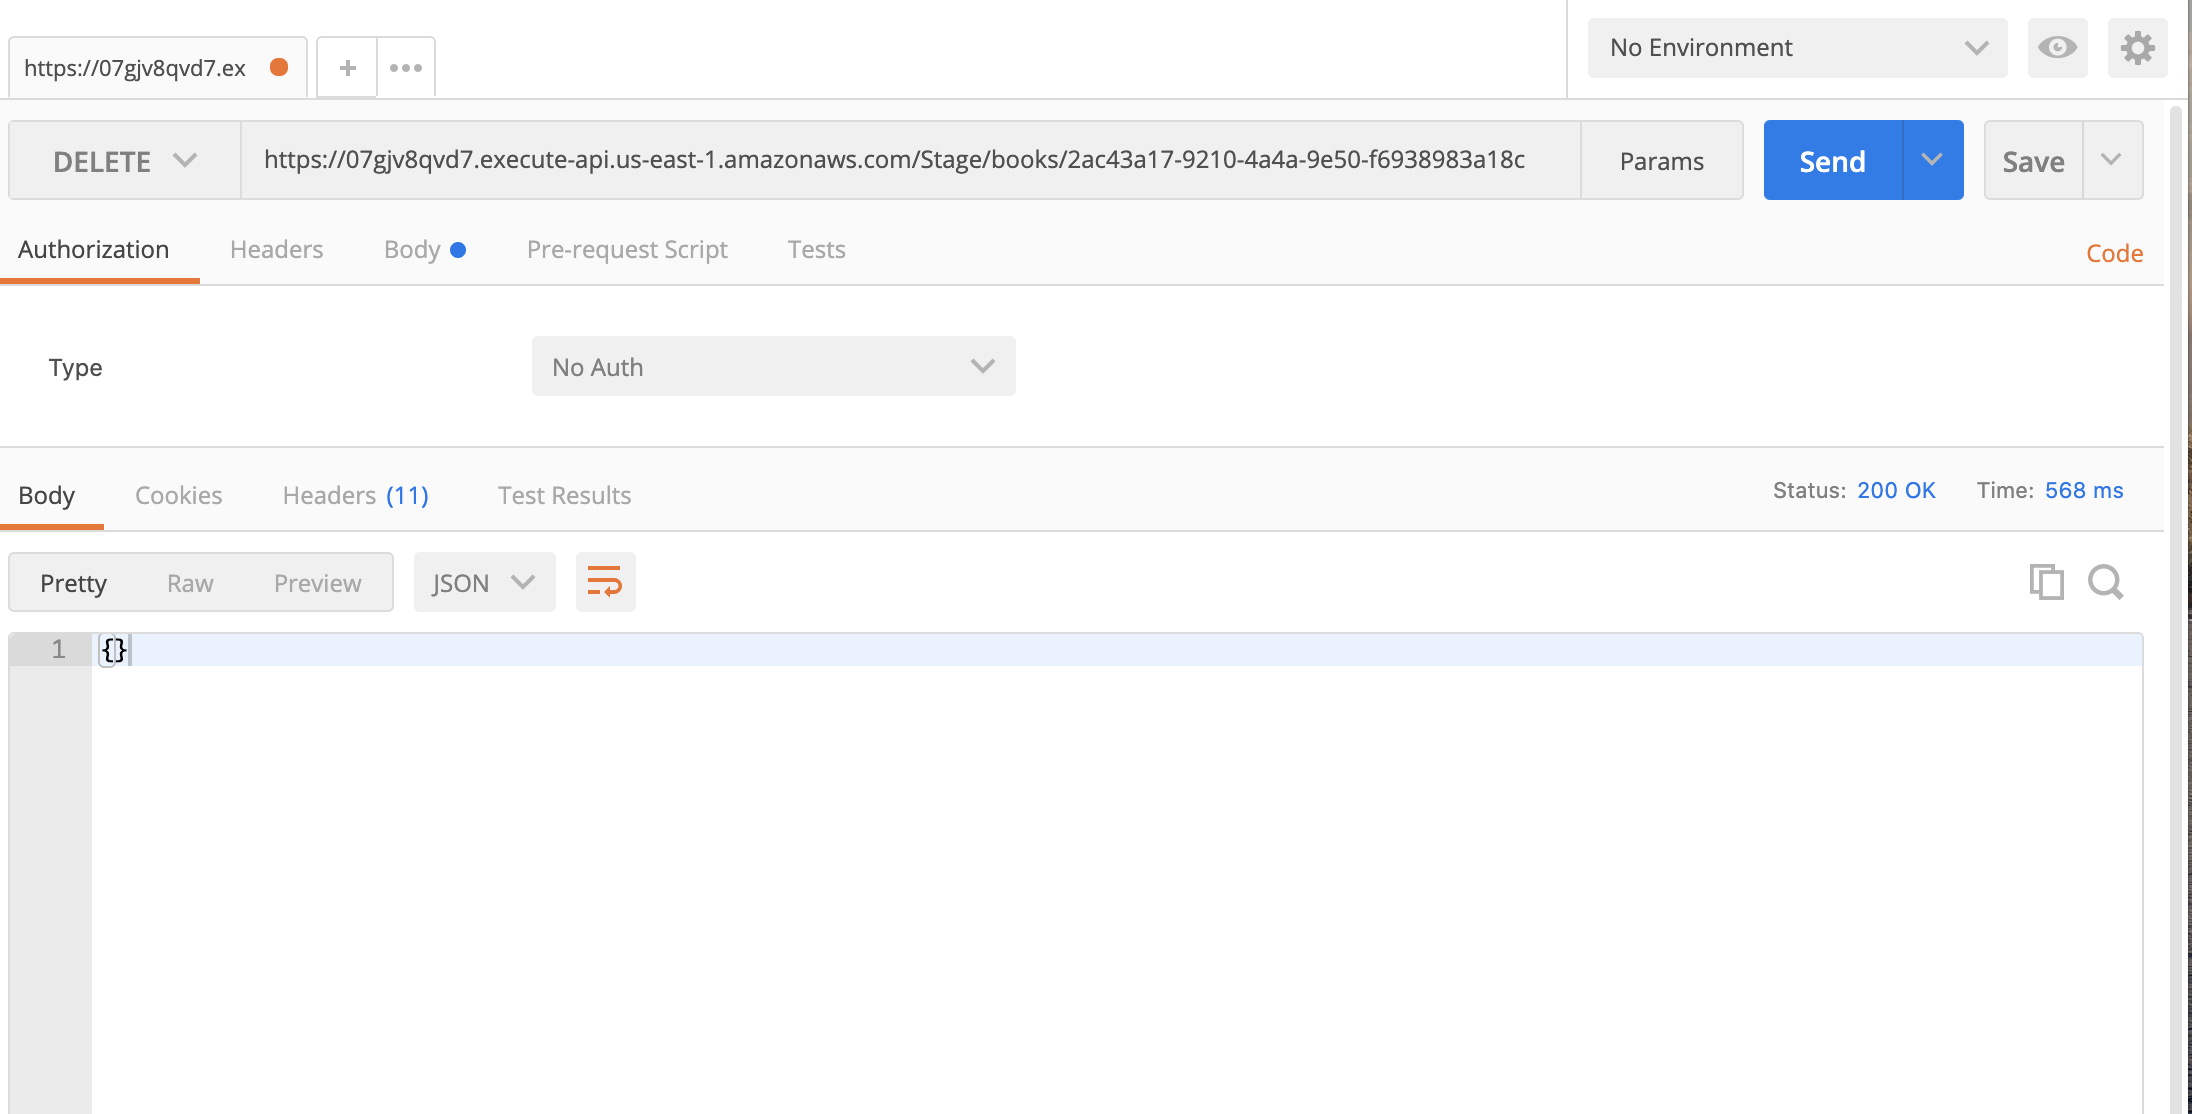 https://07gjv8qvd7.ex + ••• No Environment
DELETE https://07gjv8qvd7.execute-api.us-east-1.amazonaws.com/Stage/books/2ac43a17-9210-4a4a-9e50-f6938983a18c Params Send Save
Authorization Headers Body Pre-request Script Tests Code
Type No Auth
Body Cookies Headers (11) Test Results Status: 200 OK Time: 568 ms
Pretty Raw Preview JSON
1 {}